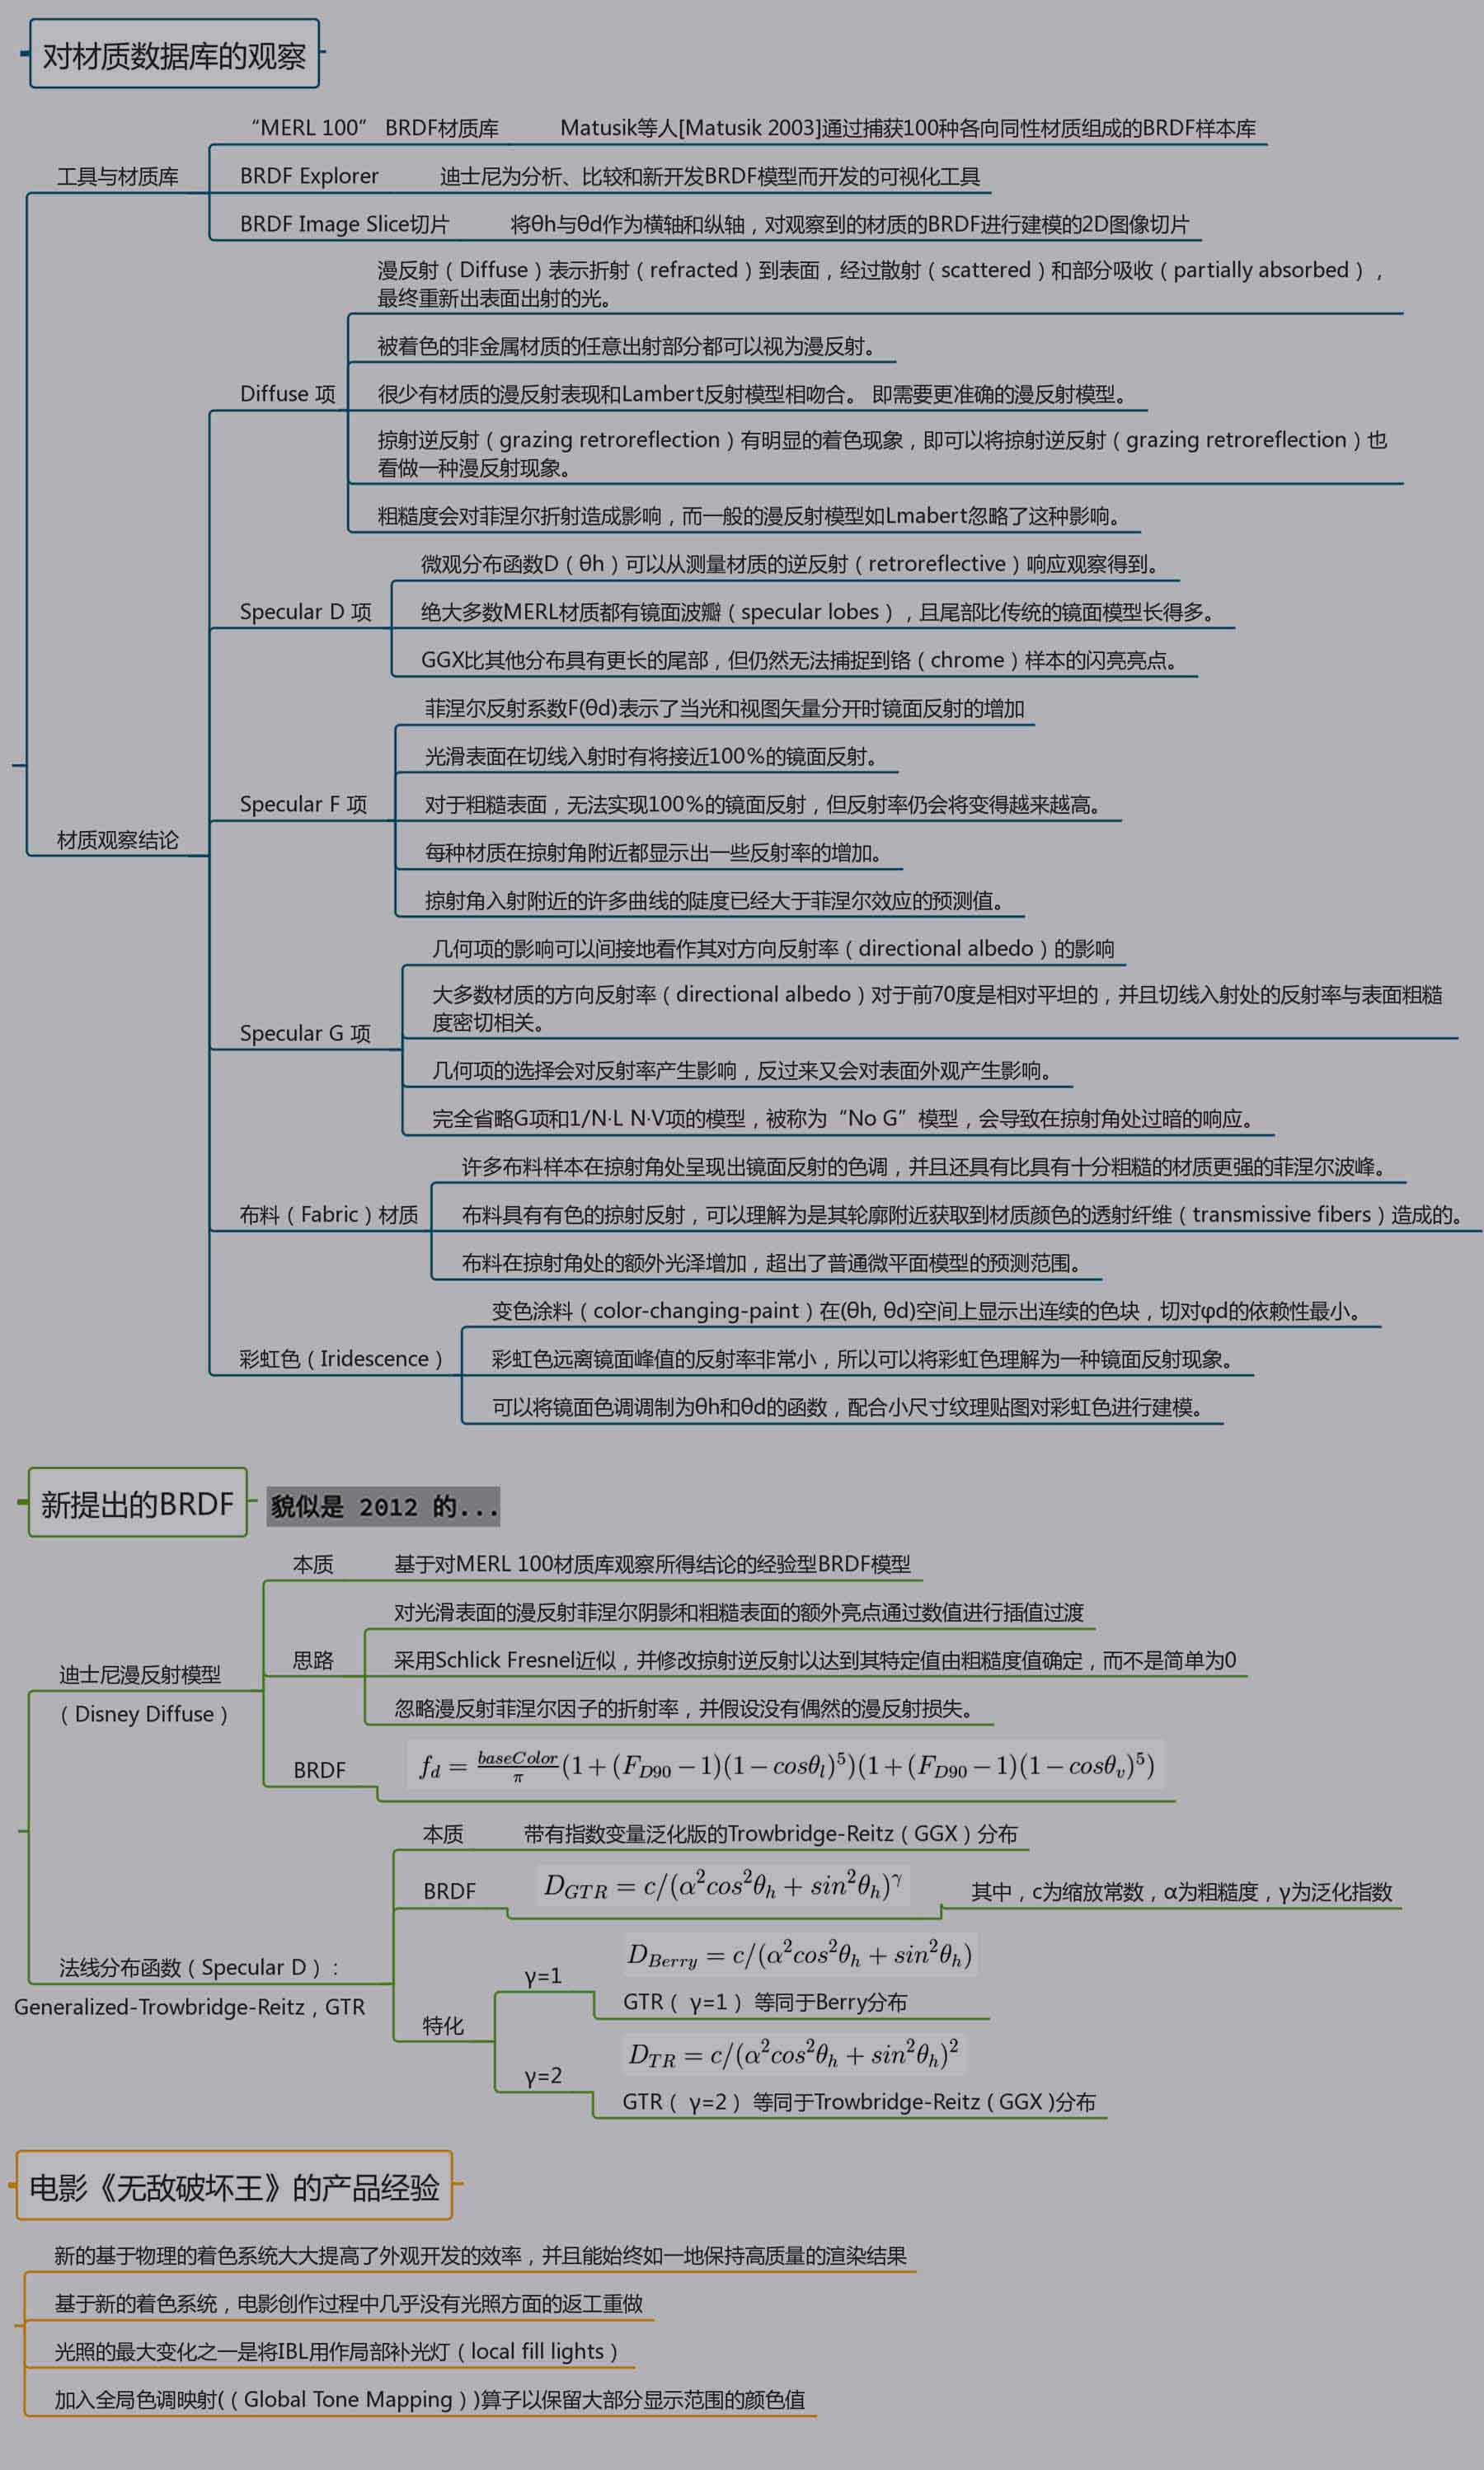 对材质数据库的观察
工具与材质库
“MERL 100” BRDF材质库
Matusik等人[Matusik 2003]通过捕获100种各向同性材质组成的BRDF样本库
BRDF Explorer
迪士尼为分析、比较和新开发BRDF模型而开发的可视化工具
BRDF Image Slice切片
将θh与θd作为横轴和纵轴，对观察到的材质的BRDF进行建模的2D图像切片
材质观察结论
Diffuse 项
漫反射（Diffuse）表示折射（refracted）到表面，经过散射（scattered）和部分吸收（partially absorbed），
最终重新出表面出射的光。
被着色的非金属材质的任意出射部分都可以视为漫反射。
很少有材质的漫反射表现和Lambert反射模型相吻合。 即需要更准确的漫反射模型。
掠射逆反射（grazing retroreflection）有明显的着色现象，即可以将掠射逆反射（grazing retroreflection）也
看做一种漫反射现象。
粗糙度会对菲涅尔折射造成影响，而一般的漫反射模型如Lmabert忽略了这种影响。
Specular D 项
微观分布函数D（θh）可以从测量材质的逆反射（retroreflective）响应观察得到。
绝大多数MERL材质都有镜面波瓣（specular lobes），且尾部比传统的镜面模型长得多。
GGX比其他分布具有更长的尾部，但仍然无法捕捉到铬（chrome）样本的闪亮亮点。
Specular F 项
菲涅尔反射系数F(θd)表示了当光和视图矢量分开时镜面反射的增加
光滑表面在切线入射时有将接近100%的镜面反射。
对于粗糙表面，无法实现100%的镜面反射，但反射率仍会将变得越来越高。
每种材质在掠射角附近都显示出一些反射率的增加。
掠射角入射附近的许多曲线的陡度已经大于菲涅尔效应的预测值。
Specular G 项
几何项的影响可以间接地看作其对方向反射率（directional albedo）的影响
大多数材质的方向反射率（directional albedo）对于前70度是相对平坦的，并且切线入射处的反射率与表面粗糙
度密切相关。
几何项的选择会对反射率产生影响，反过来又会对表面外观产生影响。
完全省略G项和1/N·L N·V项的模型，被称为“No G”模型，会导致在掠射角处过暗的响应。
布料（Fabric）材质
许多布料样本在掠射角处呈现出镜面反射的色调，并且还具有比具有十分粗糙的材质更强的菲涅尔波峰。
布料具有有色的掠射反射，可以理解为是其轮廓附近获取到材质颜色的透射纤维（transmissive fibers）造成的。
布料在掠射角处的额外光泽增加，超出了普通微平面模型的预测范围。
彩虹色（Iridescence）
变色涂料（color-changing-paint）在(θh, θd)空间上显示出连续的色块，切对φd的依赖性最小。
彩虹色远离镜面峰值的反射率非常小，所以可以将彩虹色理解为一种镜面反射现象。
可以将镜面色调调制为θh和θd的函数，配合小尺寸纹理贴图对彩虹色进行建模。
新提出的BRDF
貌似是 2012 的...
迪士尼漫反射模型
（Disney Diffuse）
本质
基于对MERL 100材质库观察所得结论的经验型BRDF模型
思路
对光滑表面的漫反射菲涅尔阴影和粗糙表面的额外亮点通过数值进行插值过渡
采用Schlick Fresnel近似，并修改掠射逆反射以达到其特定值由粗糙度值确定，而不是简单为0
忽略漫反射菲涅尔因子的折射率，并假设没有偶然的漫反射损失。
BRDF
f_d = baseColor/π (1 + (F_D90 − 1)(1 − cosθ_l)^5)(1 + (F_D90 − 1)(1 − cosθ_v)^5)
法线分布函数（Specular D）：
Generalized-Trowbridge-Reitz，GTR
本质
带有指数变量泛化版的Trowbridge-Reitz（GGX）分布
BRDF
D_GTR = c/(α^2cos^2θ_h + sin^2θ_h)^γ
其中，c为缩放常数，α为粗糙度，γ为泛化指数
特化
γ=1
D_Berry = c/(α^2cos^2θ_h + sin^2θ_h)
GTR（ γ=1） 等同于Berry分布
γ=2
D_TR = c/(α^2cos^2θ_h + sin^2θ_h)^2
GTR（ γ=2） 等同于Trowbridge-Reitz ( GGX )分布
电影《无敌破坏王》的产品经验
新的基于物理的着色系统大大提高了外观开发的效率，并且能始终如一地保持高质量的渲染结果
基于新的着色系统，电影创作过程中几乎没有光照方面的返工重做
光照的最大变化之一是将IBL用作局部补光灯（local fill lights）
加入全局色调映射(（Global Tone Mapping）)算子以保留大部分显示范围的颜色值